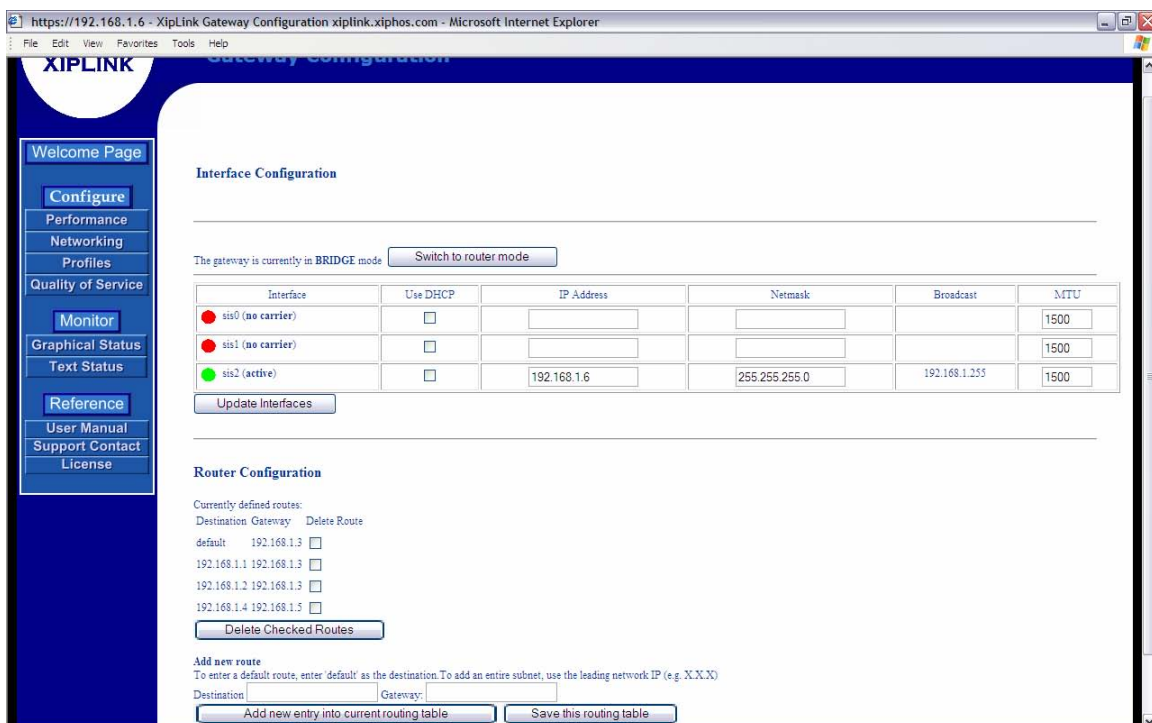 https://192.168.1.6 - XipLink Gateway Configuration xiplink.xiphos.com - Microsoft Internet Explorer
File Edit View Favorites Tools Help
XIPLINK
Gateway Configuration
Welcome Page
Configure
Performance
Networking
Profiles
Quality of Service
Monitor
Graphical Status
Text Status
Reference
User Manual
Support Contact
License
Interface Configuration
The gateway is currently in BRIDGE mode Switch to router mode
Interface Use DHCP IP Address Netmask Broadcast MTU
sis0 (no carrier) 1500
sis1 (no carrier) 1500
sis2 (active) 192.168.1.6 255.255.255.0 192.168.1.255 1500
Update Interfaces
Router Configuration
Currently defined routes:
Destination Gateway Delete Route
default 192.168.1.3
192.168.1.1 192.168.1.3
192.168.1.2 192.168.1.3
192.168.1.4 192.168.1.5
Delete Checked Routes
Add new route
To enter a default route, enter 'default' as the destination.To add an entire subnet, use the leading network IP (e.g. X.X.X)
Destination Gateway:
Add new entry into current routing table Save this routing table